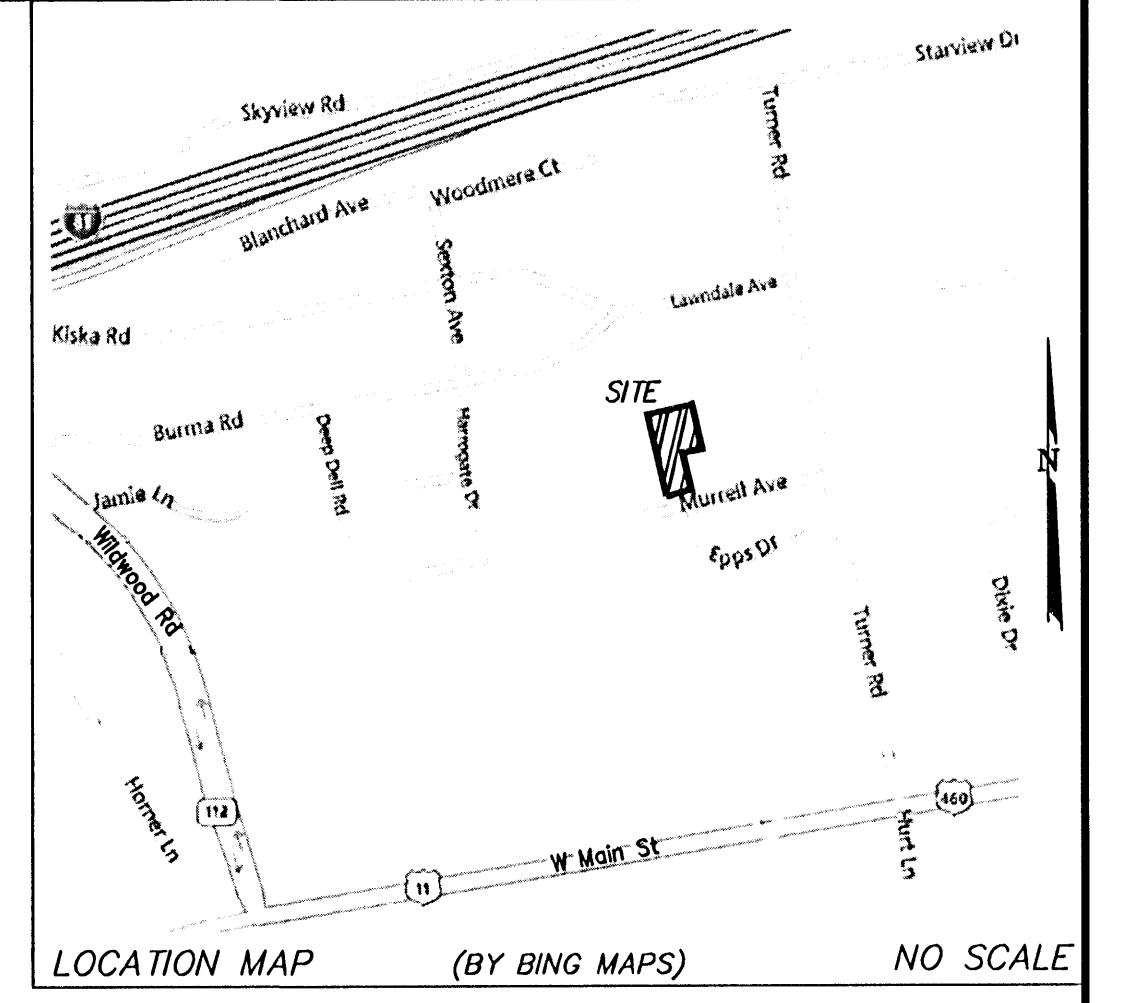 Starview Dr
Skyview Rd
Turner Rd
Woodmere Ct
Blanchard Ave
Sexton Ave
Lawndale Ave
Kiska Rd
SITE
Burma Rd
Deep Dell Rd
Harrogate Dr
N
Jamie Ln
Murrell Ave
Wildwood Rd
Epps Dr
Dixie Dr
Turner Rd
Horner Ln
112
460
Hurt Ln
W Main St
11
LOCATION MAP (BY BING MAPS) NO SCALE